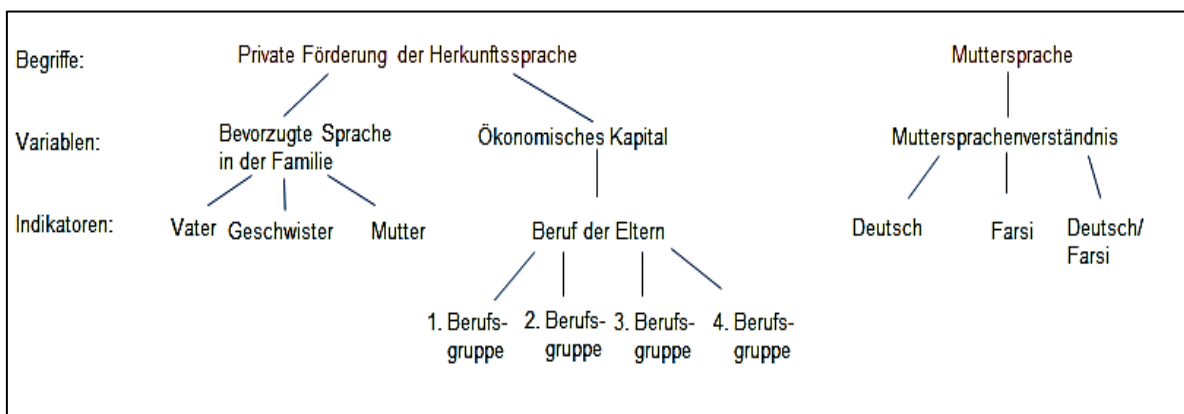 Begriffe: Private Förderung der Herkunftssprache Muttersprache
Variablen: Bevorzugte Sprache in der Familie Ökonomisches Kapital Muttersprachenverständnis
Indikatoren: Vater Geschwister Mutter Beruf der Eltern Deutsch Farsi Deutsch/ Farsi
1. Berufs- 2. Berufs- 3. Berufs- 4. Berufs-
gruppe gruppe gruppe gruppe